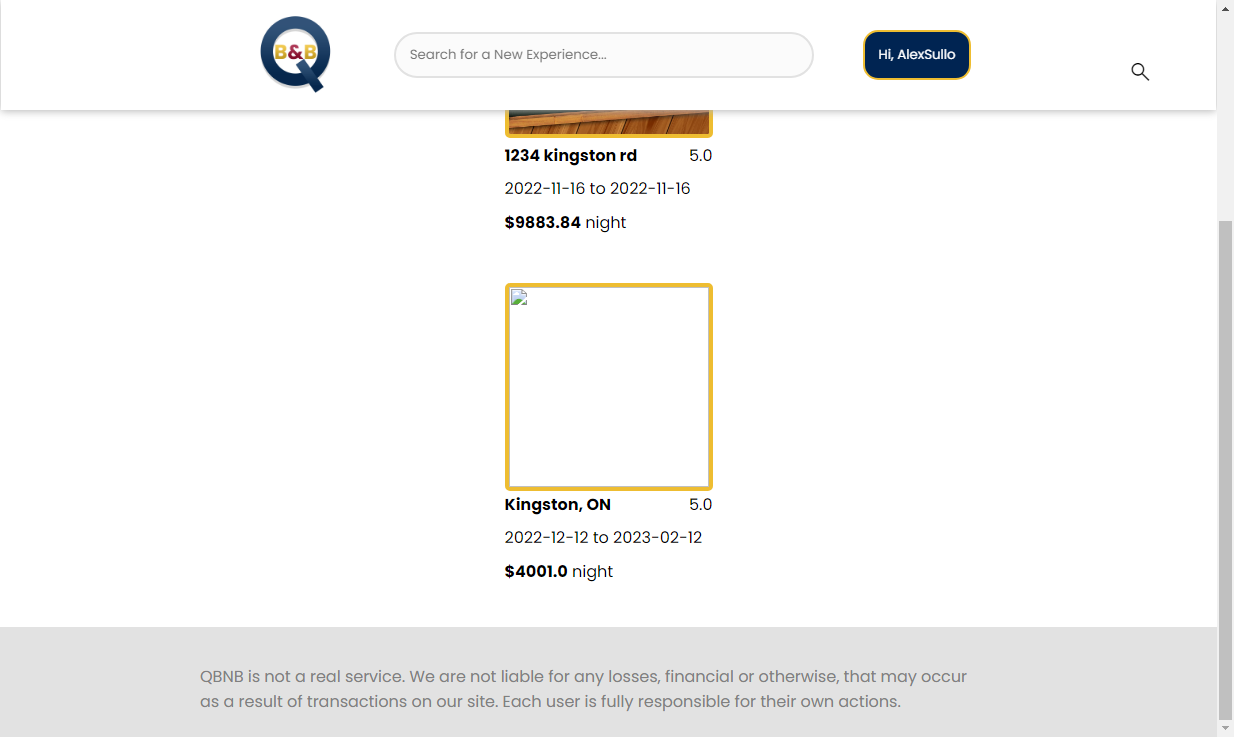 B&B
Search for a New Experience...
Hi, AlexSullo
1234 kingston rd 5.0
2022-11-16 to 2022-11-16
$9883.84 night
Kingston, ON 5.0
2022-12-12 to 2023-02-12
$4001.0 night
QBNB is not a real service. We are not liable for any losses, financial or otherwise, that may occur
as a result of transactions on our site. Each user is fully responsible for their own actions.